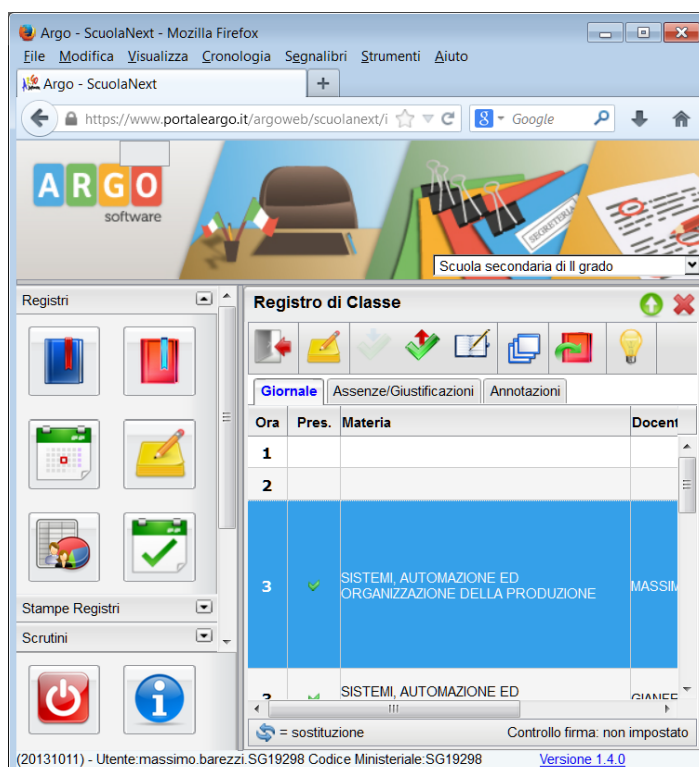 Argo - ScuolaNext - Mozilla Firefox
File Modifica Visualizza Cronologia Segnalibri Strumenti Aiuto
Argo - ScuolaNext
https://www.portaleargo.it/argoweb/scuolanext/i
Google
ARGO
software
SEGRETERIA
Scuola secondaria di II grado
Registri
Registro di Classe
Giornale Assenze/Giustificazioni Annotazioni
Ora Pres. Materia Docent
1
2
3 SISTEMI, AUTOMAZIONE ED
ORGANIZZAZIONE DELLA PRODUZIONE MASSIM
SISTEMI, AUTOMAZIONE ED
Stampe Registri
Scrutini
= sostituzione Controllo firma: non impostato
(20131011) - Utente:massimo.barezzi.SG19298 Codice Ministeriale:SG19298 Versione 1.4.0